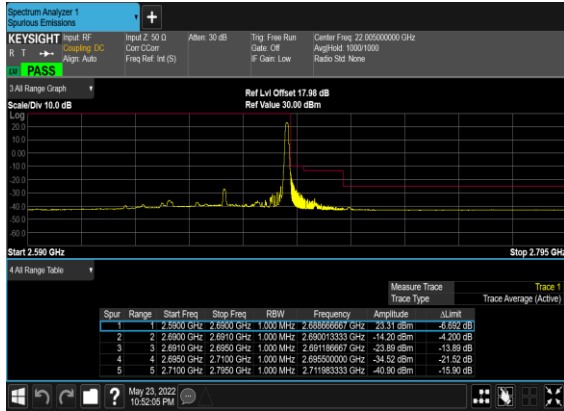 Spectrum Analyzer 1
Spurious Emissions
+
KEYSIGHT Input: RF Input Z: 50 Ω Atten: 30 dB Trig: Free Run Center Freq: 22.005000000 GHz
R T Coupling: DC Corr CCorr Gate: Off Avg|Hold: 1000/1000
Align: Auto Freq Ref: Int (S) IF Gain: Low Radio Std: None
PASS
3 All Range Graph
Ref Lvl Offset 17.98 dB
Scale/Div 10.0 dB Ref Value 30.00 dBm
Log
20.0
10.0
0.00
-10.0
-20.0
-30.0
-40.0
-50.0
-60.0
Start 2.590 GHz Stop 2.795 GHz
4 All Range Table
Measure Trace Trace 1
Trace Type Trace Average (Active)
Spur Range Start Freq Stop Freq RBW Frequency Amplitude ΔLimit
1 1 2.5900 GHz 2.6900 GHz 1.000 MHz 2.688666667 GHz 23.31 dBm -6.692 dB
2 2 2.6900 GHz 2.6910 GHz 1.000 MHz 2.690013333 GHz -14.20 dBm -4.200 dB
3 3 2.6910 GHz 2.6950 GHz 1.000 MHz 2.691186667 GHz -23.89 dBm -13.89 dB
4 4 2.6950 GHz 2.7100 GHz 1.000 MHz 2.695500000 GHz -34.52 dBm -21.52 dB
5 5 2.7100 GHz 2.7950 GHz 1.000 MHz 2.711983333 GHz -40.90 dBm -15.90 dB
? May 23, 2022
10:52:05 PM